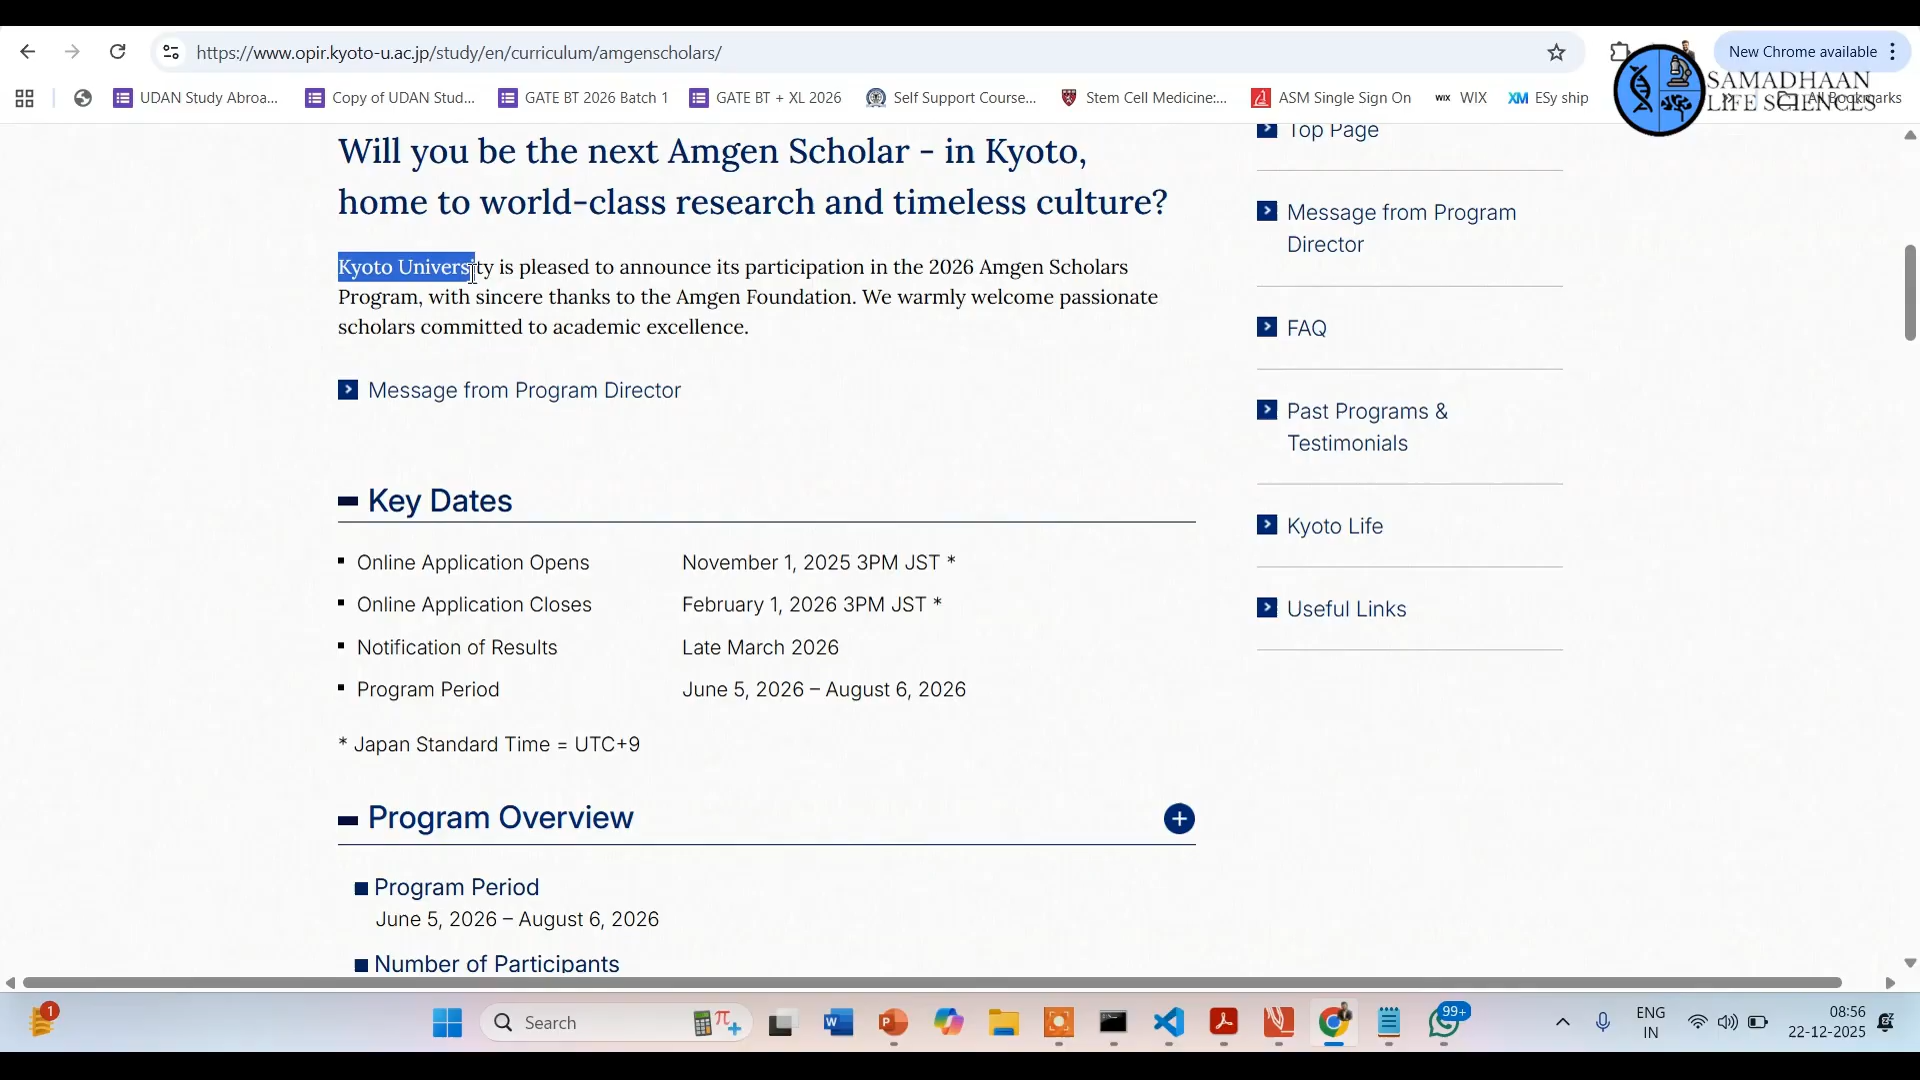 https://www.opir.kyoto-u.ac.jp/study/en/curriculum/amgenscholars/
New Chrome available
UDAN Study Abroa...
Copy of UDAN Stud...
GATE BT 2026 Batch 1
GATE BT + XL 2026
Self Support Course...
Stem Cell Medicine:...
ASM Single Sign On
WIX
WIX
XM
ESy ship
All Bookmarks
SAMADHAAN
LIFE SCIENCES
Will you be the next Amgen Scholar - in Kyoto,
home to world-class research and timeless culture?
Kyoto University is pleased to announce its participation in the 2026 Amgen Scholars
Program, with sincere thanks to the Amgen Foundation. We warmly welcome passionate
scholars committed to academic excellence.
Message from Program Director
Key Dates
Online Application Opens November 1, 2025 3PM JST *
Online Application Closes February 1, 2026 3PM JST *
Notification of Results Late March 2026
Program Period June 5, 2026 – August 6, 2026
* Japan Standard Time = UTC+9
Program Overview
Program Period
June 5, 2026 – August 6, 2026
Number of Participants
Top Page
Message from Program
Director
FAQ
Past Programs &
Testimonials
Kyoto Life
Useful Links
1
Search
99+
ENG
IN
08:56
22-12-2025